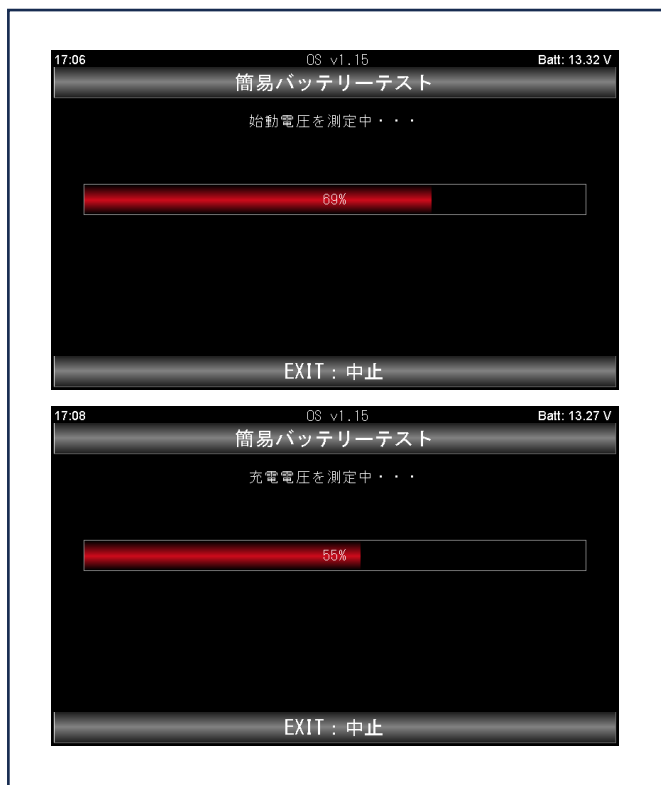 17:06 OS v1.15 Batt: 13.32 V
簡易バッテリーテスト
始動電圧を測定中・・・
69%
EXIT：中止
17:08 OS v1.15 Batt: 13.27 V
簡易バッテリーテスト
充電電圧を測定中・・・
55%
EXIT：中止